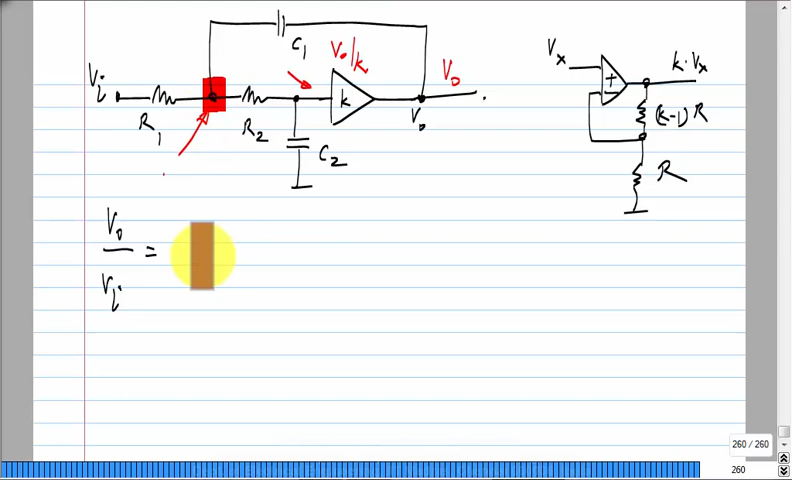 C1
Vo/k
Vo
Vi
R1
R2
k
Vo
C2
Vx
+
−
k·Vx
(k-1)R
R
Vo
— =
Vi
260 / 260
260